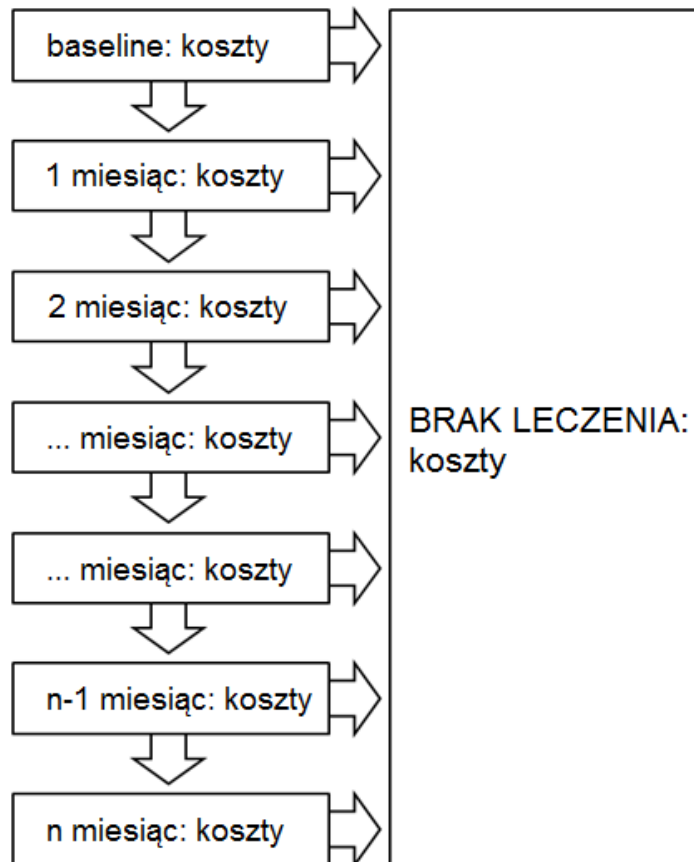 baseline: koszty
1 miesiąc: koszty
2 miesiąc: koszty
... miesiąc: koszty
... miesiąc: koszty
n-1 miesiąc: koszty
n miesiąc: koszty
BRAK LECZENIA:
koszty